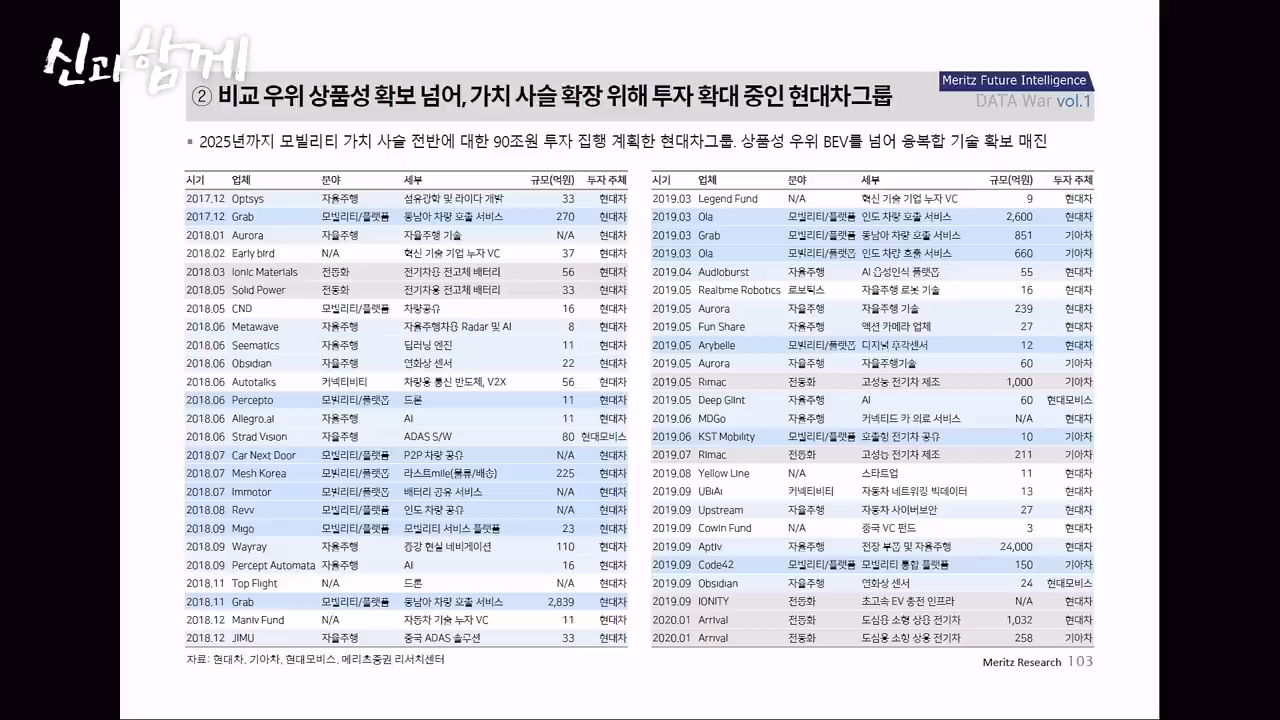 신과함께
Meritz Future Intelligence
DATA War vol.1
② 비교 우위 상품성 확보 넘어, 가치 사슬 확장 위해 투자 확대 중인 현대차그룹
▪ 2025년까지 모빌리티 가치 사슬 전반에 대한 90조원 투자 집행 계획한 현대차그룹. 상품성 우위 BEV를 넘어 융복합 기술 확보 매진
시기 업체 분야 세부 규모(억원) 투자 주체
2017.12 Optsys 자율주행 섬유광학 및 라이다 개발 33 현대차
2017.12 Grab 모빌리티/플랫폼 동남아 차량 호출 서비스 270 현대차
2018.01 Aurora 자율주행 자율주행 기술 N/A 현대차
2018.02 Early bird N/A 혁신 기술 기업 누자 VC 37 현대차
2018.03 Ionic Materials 전동화 전기차용 전고체 배터리 56 현대차
2018.05 Solid Power 전동화 전기차용 전고체 배터리 33 현대차
2018.05 CND 모빌리티/플랫폼 차량공유 16 현대차
2018.06 Metawave 자율주행 자율주행차용 Radar 및 AI 8 현대차
2018.06 Seematics 자율주행 딥러닝 엔진 11 현대차
2018.06 Obsidian 자율주행 열화상 센서 22 현대차
2018.06 Autotalks 커넥티비티 차량용 통신 반도체, V2X 56 현대차
2018.06 Percepto 모빌리티/플랫폼 드론 11 현대차
2018.06 Allegro.ai 자율주행 AI 11 현대차
2018.06 Strad Vision 자율주행 ADAS S/W 80 현대모비스
2018.07 Car Next Door 모빌리티/플랫폼 P2P 차량 공유 N/A 현대차
2018.07 Mesh Korea 모빌리티/플랫폼 라스트mile(물류/배송) 225 현대차
2018.07 Immotor 모빌리티/플랫폼 배터리 공유 서비스 N/A 현대차
2018.08 Revv 모빌리티/플랫폼 인도 차량 공유 N/A 현대차
2018.09 Migo 모빌리티/플랫폼 모빌리티 서비스 플랫폼 23 현대차
2018.09 Wayray 자율주행 증강 현실 네비게이션 110 현대차
2018.09 Percept Automata 자율주행 AI 16 현대차
2018.11 Top Flight N/A 드론 N/A 현대차
2018.11 Grab 모빌리티/플랫폼 동남아 차량 호출 서비스 2,839 현대차
2018.12 Maniv Fund N/A 자동차 기술 누자 VC 11 현대차
2018.12 JIMU 자율주행 중국 ADAS 솔루션 33 현대차
시기 업체 분야 세부 규모(억원) 투자 주체
2019.03 Legend Fund N/A 혁신 기술 기업 누자 VC 9 현대차
2019.03 Ola 모빌리티/플랫폼 인도 차량 호출 서비스 2,600 현대차
2019.03 Grab 모빌리티/플랫폼 동남아 차량 호출 서비스 851 기아차
2019.03 Ola 모빌리티/플랫폼 인도 차량 호출 서비스 660 기아차
2019.04 Audioburst 자율주행 AI 음성인식 플랫폼 55 현대차
2019.05 Realtime Robotics 로보틱스 자율주행 로봇 기술 16 현대차
2019.05 Aurora 자율주행 자율주행 기술 239 현대차
2019.05 Fun Share 자율주행 액션 카메라 업체 27 현대차
2019.05 Arybelle 모빌리티/플랫폼 디지털 후각센서 12 현대차
2019.05 Aurora 자율주행 자율주행기술 60 기아차
2019.05 Rimac 전동화 고성능 전기차 제조 1,000 기아차
2019.05 Deep Glint 자율주행 AI 60 현대모비스
2019.06 MDGo 자율주행 커넥티드 카 의료 서비스 N/A 현대차
2019.06 KST Mobility 모빌리티/플랫폼 호출형 전기차 공유 10 기아차
2019.07 Rimac 전동화 고성능 전기차 제조 211 기아차
2019.08 Yellow Line N/A 스타트업 11 현대차
2019.09 UBiAi 커넥티비티 자동차 네트워킹 빅데이터 13 현대차
2019.09 Upstream 자율주행 자동차 사이버보안 27 현대차
2019.09 Cowin Fund N/A 중국 VC 펀드 3 현대차
2019.09 Aptiv 자율주행 전장 부품 및 자율주행 24,000 현대차
2019.09 Code42 모빌리티/플랫폼 모빌리티 통합 플랫폼 150 기아차
2019.09 Obsidian 자율주행 열화상 센서 24 현대모비스
2019.09 IONITY 전동화 초고속 EV 충전 인프라 N/A 현대차
2020.01 Arrival 전동화 도심용 소형 상용 전기차 1,032 현대차
2020.01 Arrival 전동화 도심용 소형 상용 전기차 258 기아차
자료: 현대차, 기아차, 현대모비스, 메리츠증권 리서치센터
Meritz Research 103